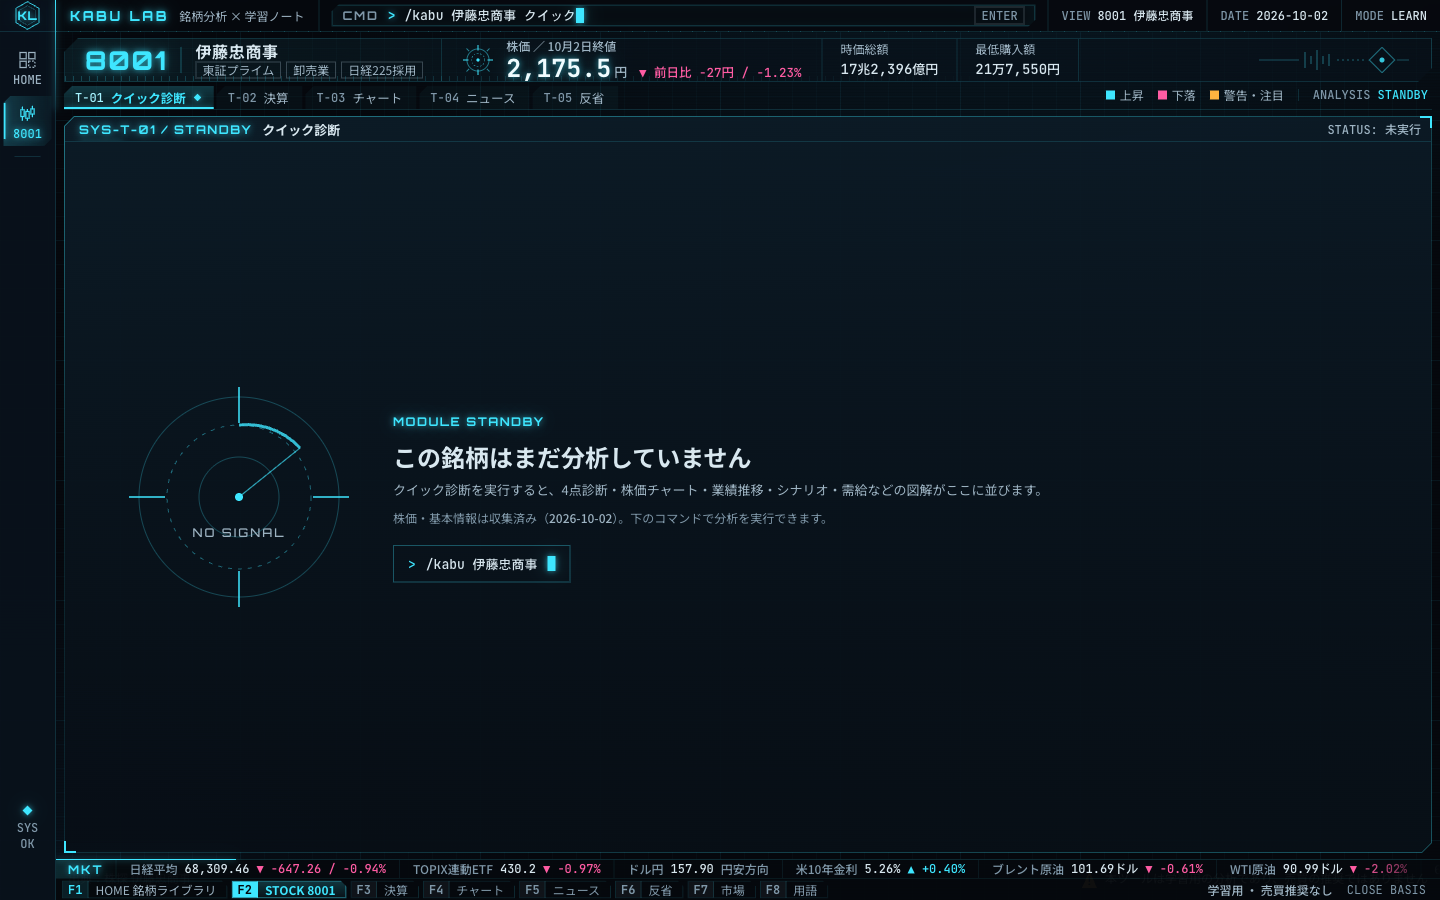 KL KABU LAB 銘柄分析 × 学習ノート CMD > /kabu 伊藤忠商事 クイック ENTER VIEW 8001 伊藤忠商事 DATE 2026-10-02 MODE LEARN
HOME
8001
SYS
OK
8001 伊藤忠商事
東証プライム 卸売業 日経225採用
株価 ／ 10月2日終値
2,175.5 円 ▼ 前日比 -27円 / -1.23%
時価総額
17兆2,396億円
最低購入額
21万7,550円
T-01 クイック診断 ◆ T-02 決算 T-03 チャート T-04 ニュース T-05 反省
上昇 下落 警告・注目 ANALYSIS STANDBY
SYS-T-01 / STANDBY クイック診断 STATUS: 未実行
NO SIGNAL
MODULE STANDBY
この銘柄はまだ分析していません
クイック診断を実行すると、4点診断・株価チャート・業績推移・シナリオ・需給などの図解がここに並びます。
株価・基本情報は収集済み（2026-10-02）。下のコマンドで分析を実行できます。
> /kabu 伊藤忠商事
MKT 日経平均 68,309.46 ▼ -647.26 / -0.94% TOPIX連動ETF 430.2 ▼ -0.97% ドル円 157.90 円安方向 米10年金利 5.26% ▲ +0.40% ブレント原油 101.69ドル ▼ -0.61% WTI原油 90.99ドル ▼ -2.02%
F1 HOME 銘柄ライブラリ F2 STOCK 8001 F3 決算 F4 チャート F5 ニュース F6 反省 F7 市場 F8 用語 学習用 ・ 売買推奨なし CLOSE BASIS